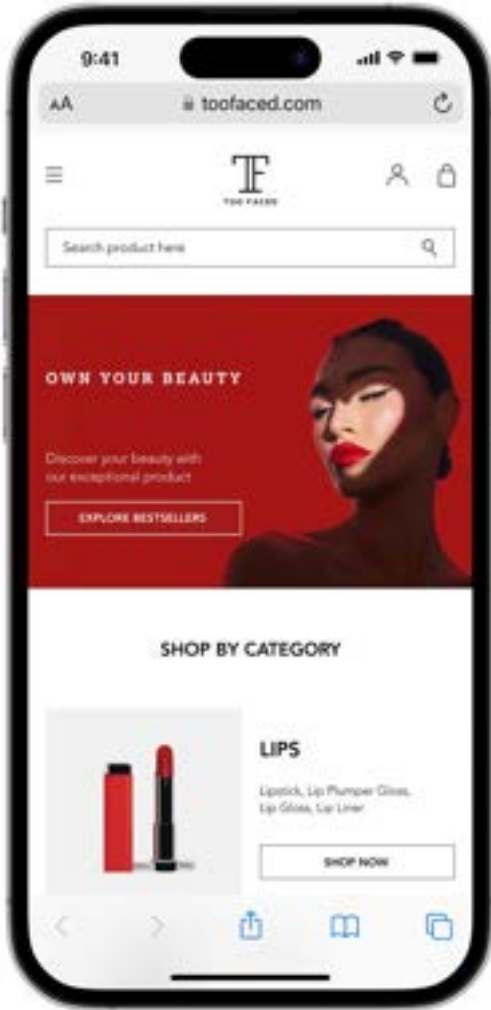 9:41
AA toofaced.com
TF
TOO FACED
Search product here
OWN YOUR BEAUTY
Discover your beauty with
our exceptional product
EXPLORE BESTSELLERS
SHOP BY CATEGORY
LIPS
Lipstick, Lip Plumper Gloss,
Lip Gloss, Lip Liner
SHOP NOW